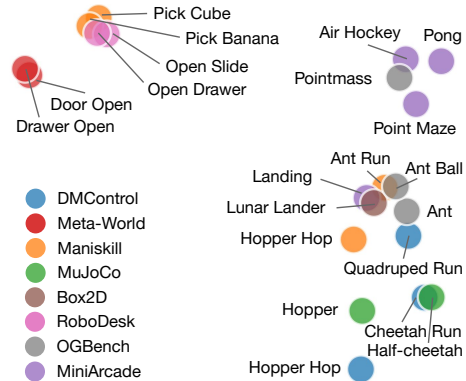 Pick Cube
Pick Banana
Open Slide
Open Drawer
Door Open
Drawer Open
Air Hockey
Pong
Pointmass
Point Maze
Ant Run
Ant Ball
Landing
Lunar Lander
Ant
Hopper Hop
Quadruped Run
Hopper
Cheetah Run
Half-cheetah
Hopper Hop
DMControl
Meta-World
Maniskill
MuJoCo
Box2D
RoboDesk
OGBench
MiniArcade